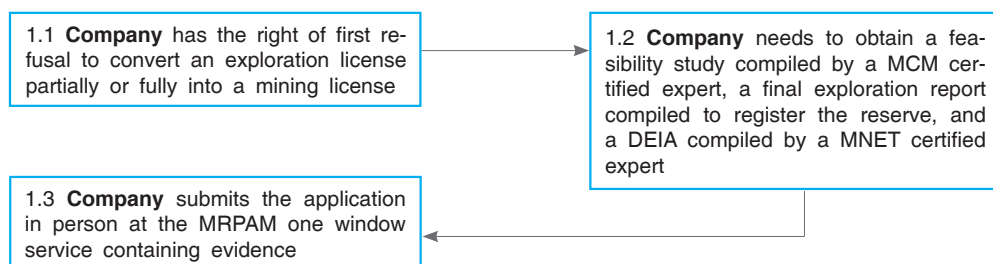 1.1 Company has the right of first re-
fusal to convert an exploration license
partially or fully into a mining license
1.2 Company needs to obtain a fea-
sibility study compiled by a MCM cer-
tified expert, a final exploration report
compiled to register the reserve, and
a DEIA compiled by a MNET certified
expert
1.3 Company submits the application
in person at the MRPAM one window
service containing evidence